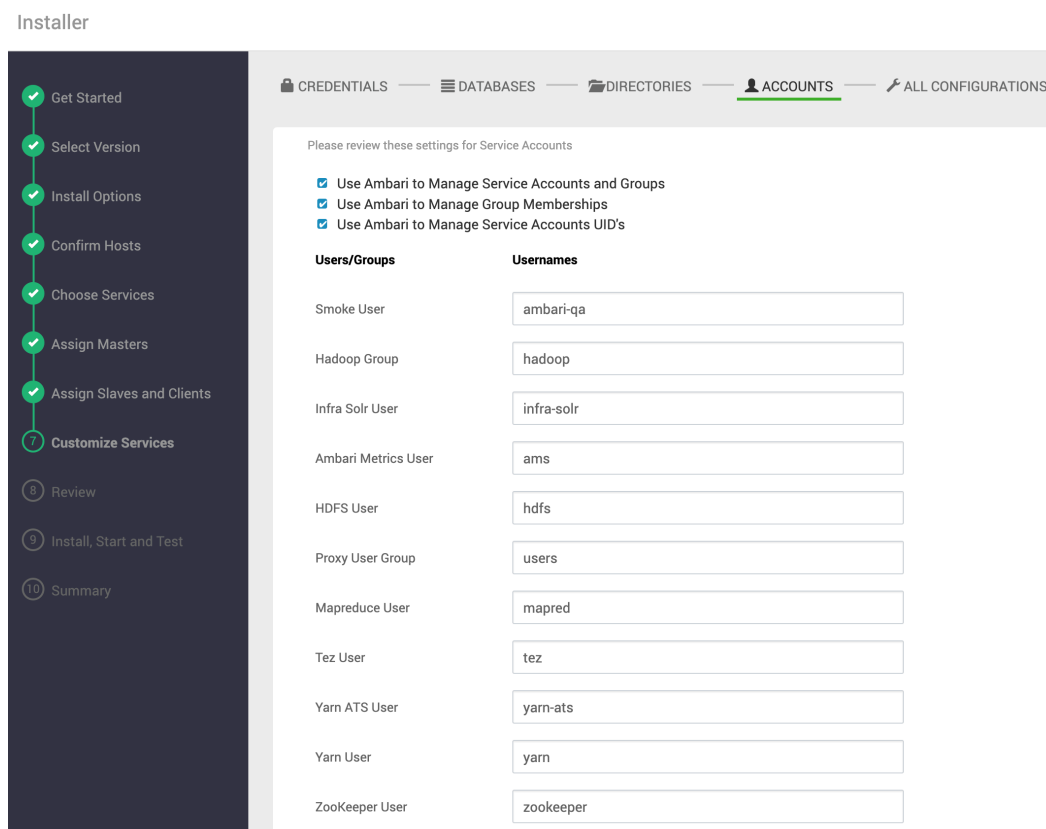 Installer
Get Started
Select Version
Install Options
Confirm Hosts
Choose Services
Assign Masters
Assign Slaves and Clients
7 Customize Services
8 Review
9 Install, Start and Test
10 Summary
CREDENTIALS DATABASES DIRECTORIES ACCOUNTS ALL CONFIGURATIONS
Please review these settings for Service Accounts
Use Ambari to Manage Service Accounts and Groups
Use Ambari to Manage Group Memberships
Use Ambari to Manage Service Accounts UID's
Users/Groups Usernames
Smoke User ambari-qa
Hadoop Group hadoop
Infra Solr User infra-solr
Ambari Metrics User ams
HDFS User hdfs
Proxy User Group users
Mapreduce User mapred
Tez User tez
Yarn ATS User yarn-ats
Yarn User yarn
ZooKeeper User zookeeper